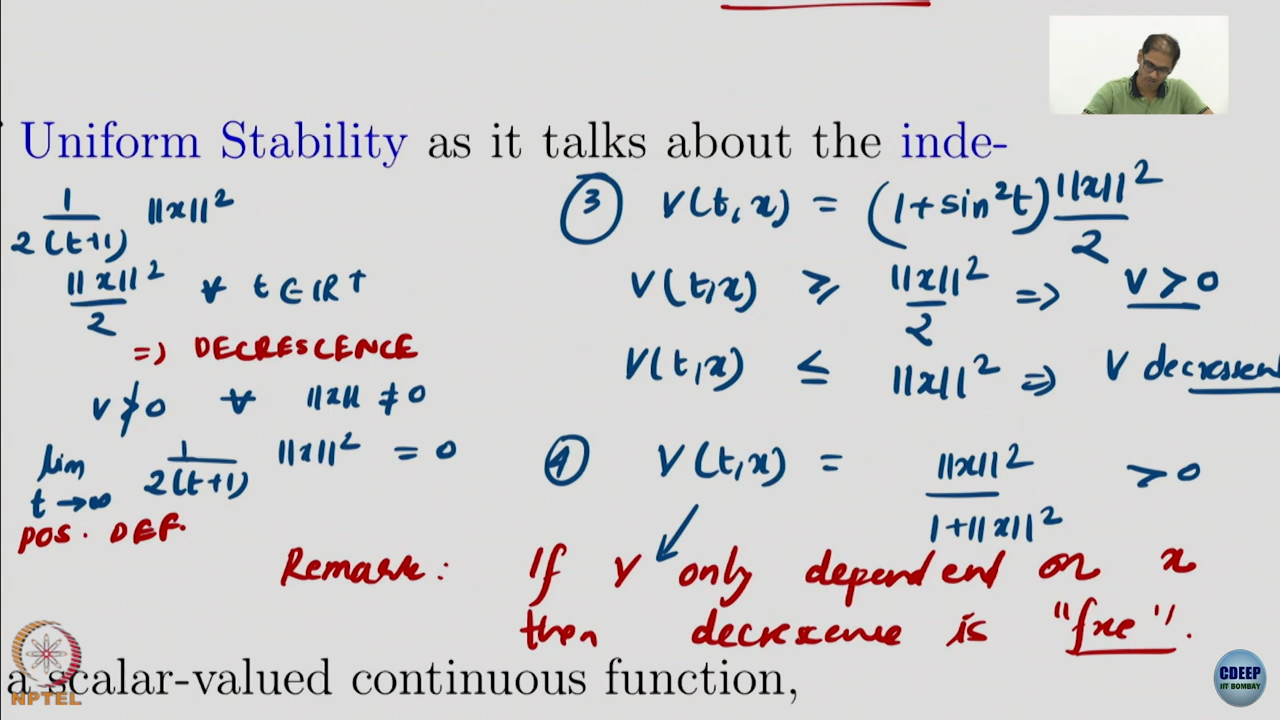 Uniform Stability as it talks about the inde-
1/2(t+1) ||x||²
||x||²/2 ∀ t ∈ IR⁺
=> DECRESCENCE
V ≯ 0 ∀ ||x|| ≠ 0
lim t→∞ 1/2(t+1) ||x||² = 0
POS. DEF.
③ V(t,x) = (1+sin²t) ||x||²/2
V(t,x) ≥ ||x||²/2 => V > 0
V(t,x) ≤ ||x||² => V decrescent
④ V(t,x) = ||x||²/1+||x||² > 0
Remark: If V only dependend on x
then decrescence is "free".
a scalar-valued continuous function,
NPTEL
CDEEP
IIT BOMBAY